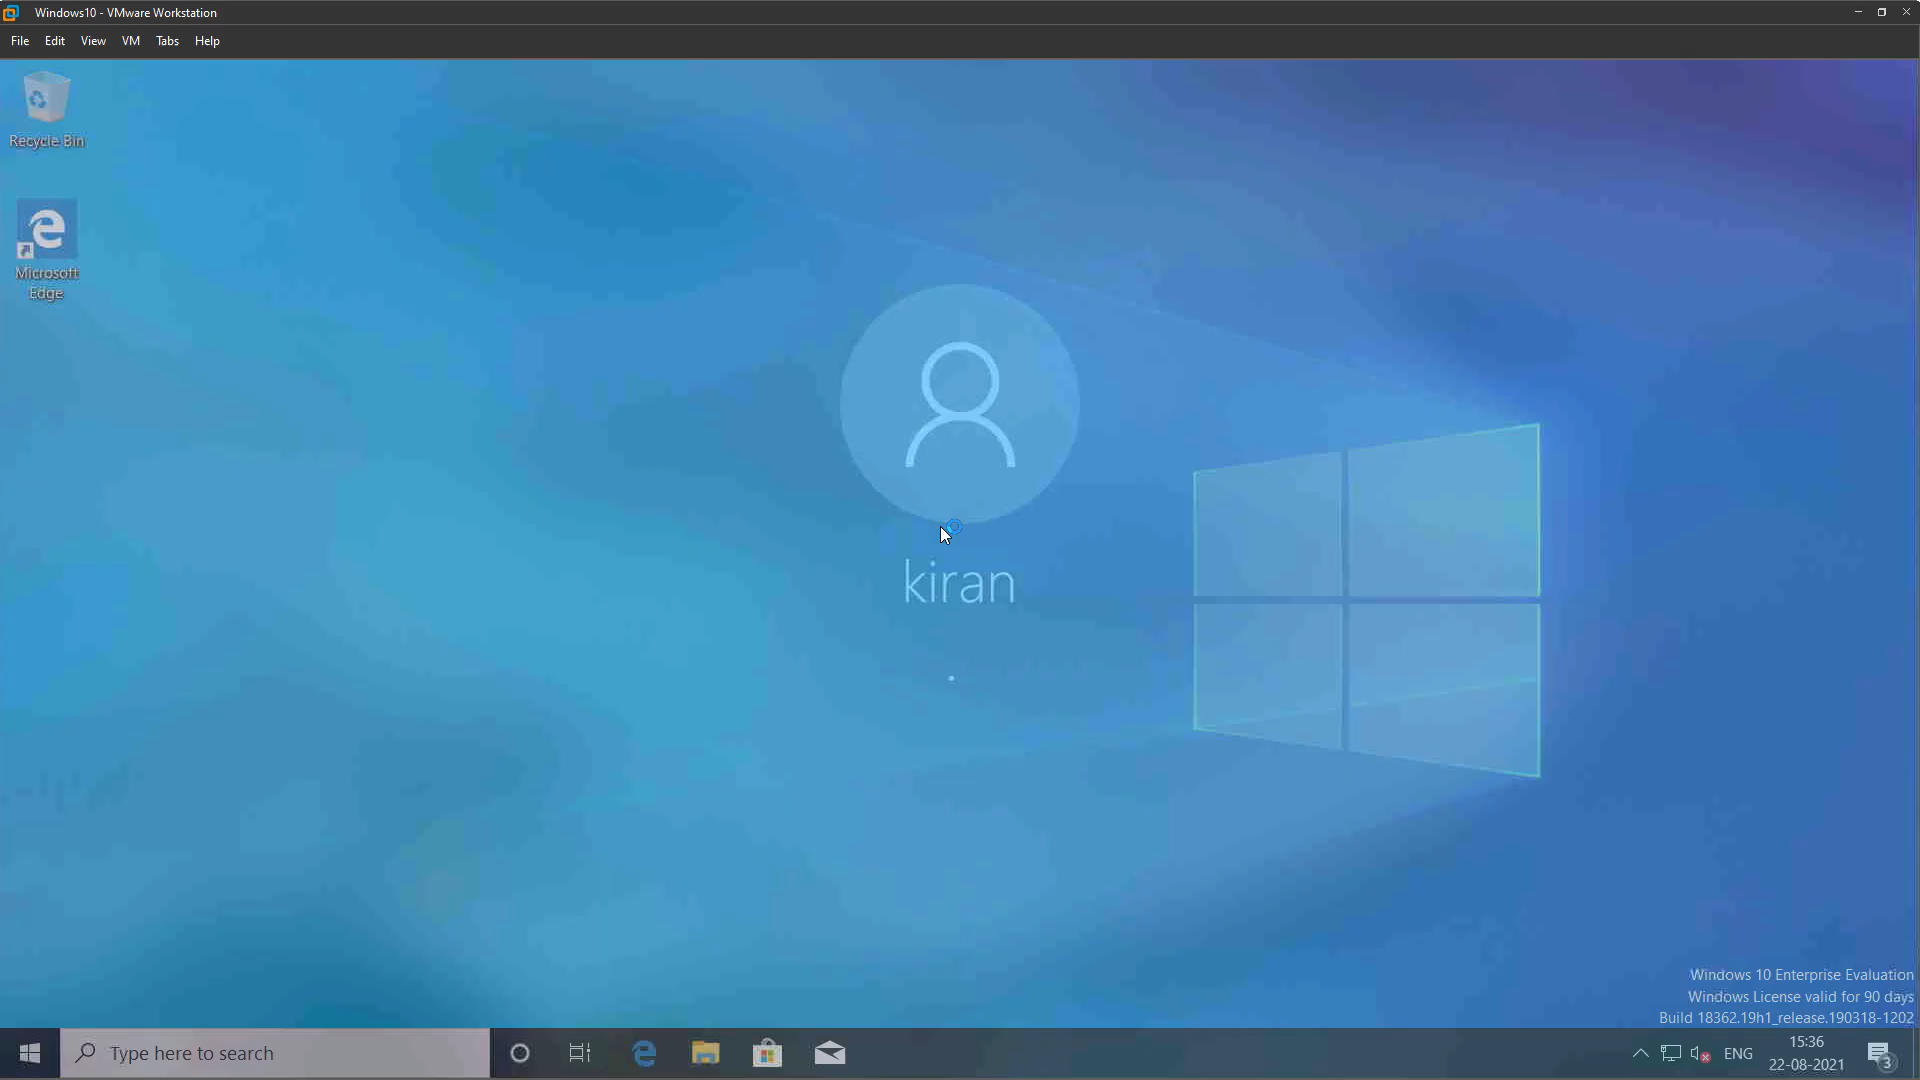 Windows10 - VMware Workstation
File Edit View VM Tabs Help
Recycle Bin
Microsoft
Edge
kiran
Windows 10 Enterprise Evaluation
Windows License valid for 90 days
Build 18362.19h1_release.190318-1202
Type here to search
ENG
15:36
22-08-2021
3